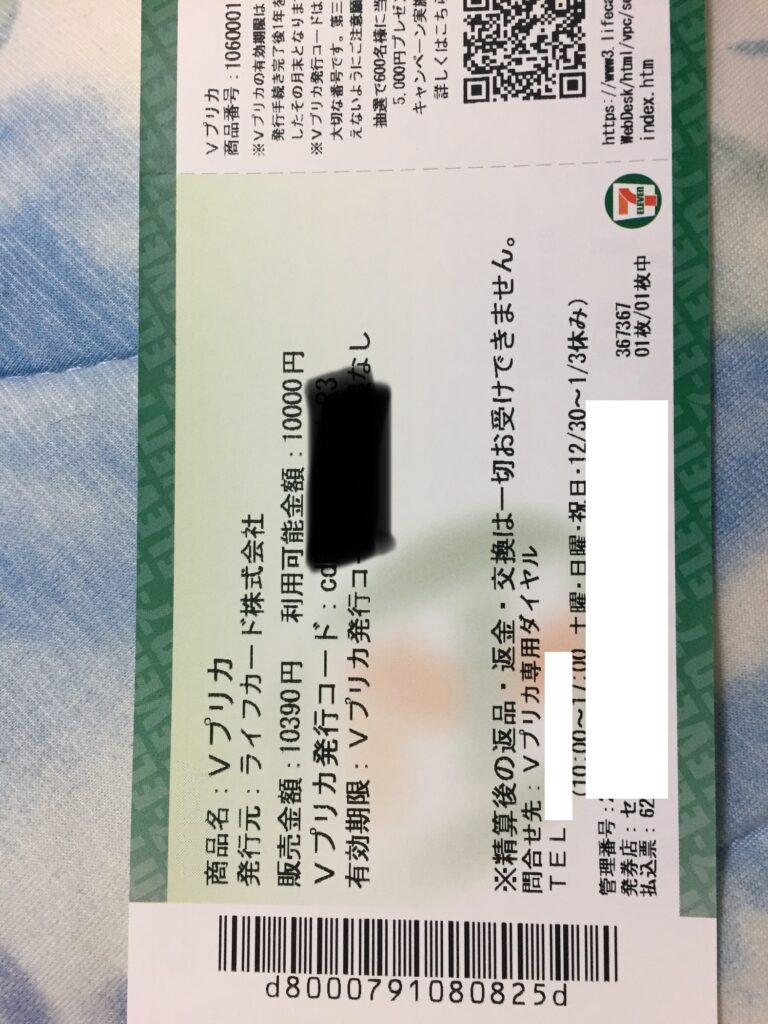 Vプリカ
商品番号：1060001
※Vプリカの有効期限は
発行手続き完了後1年を
したその月末となりま
※Vプリカ発行コードは
大切な番号です。第三
えないようにご注意願
抽選で600名様に当
5,000円プレゼン
キャンペーン実施
詳しくはこちら
https://www3.lifeca
WebDesk/html/vpc/se
index.htm
商品名：Vプリカ
発行元：ライフカード株式会社
販売金額：10390円 利用可能金額：10000円
Vプリカ発行コード：
有効期限：Vプリカ発行コー なし
※精算後の返品・返金・交換は一切お受けできません。
問合せ先：Vプリカ専用ダイヤル
TEL
(10:00～17:00 土曜・日曜・祝日・12/30～1/3休み)
管理番号：
発券店：セ
払込票：62
367367
01枚/01枚中
7 ELEVEN
d8000791080825d